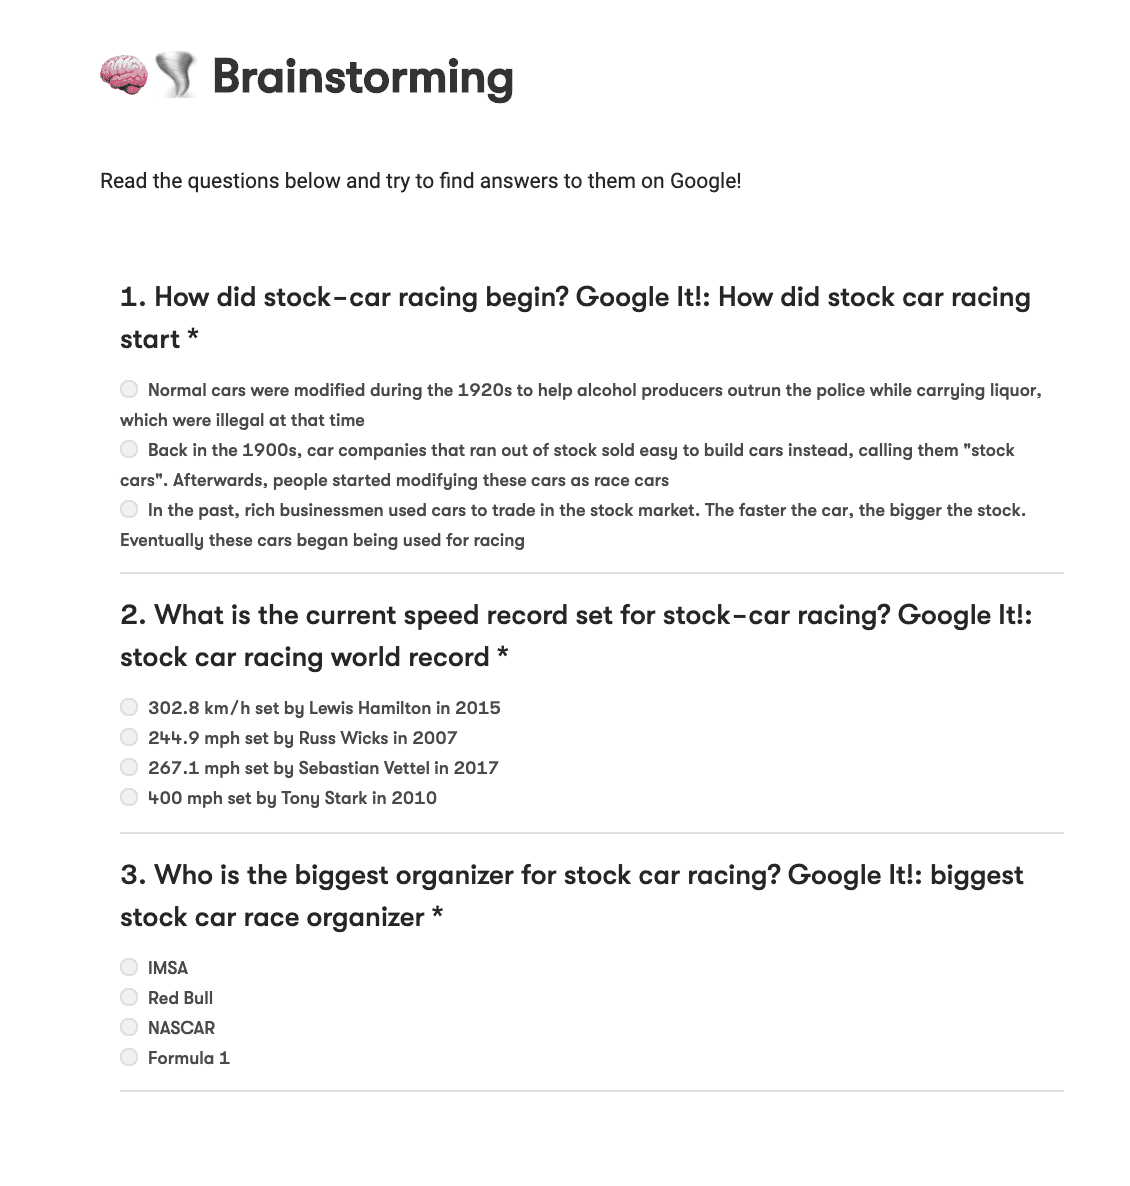 Brainstorming
Read the questions below and try to find answers to them on Google!
1. How did stock-car racing begin? Google It!: How did stock car racing
start *
Normal cars were modified during the 1920s to help alcohol producers outrun the police while carrying liquor,
which were illegal at that time
Back in the 1900s, car companies that ran out of stock sold easy to build cars instead, calling them "stock
cars". Afterwards, people started modifying these cars as race cars
In the past, rich businessmen used cars to trade in the stock market. The faster the car, the bigger the stock.
Eventually these cars began being used for racing
2. What is the current speed record set for stock-car racing? Google It!:
stock car racing world record *
302.8 km/h set by Lewis Hamilton in 2015
244.9 mph set by Russ Wicks in 2007
267.1 mph set by Sebastian Vettel in 2017
400 mph set by Tony Stark in 2010
3. Who is the biggest organizer for stock car racing? Google It!: biggest
stock car race organizer *
IMSA
Red Bull
NASCAR
Formula 1